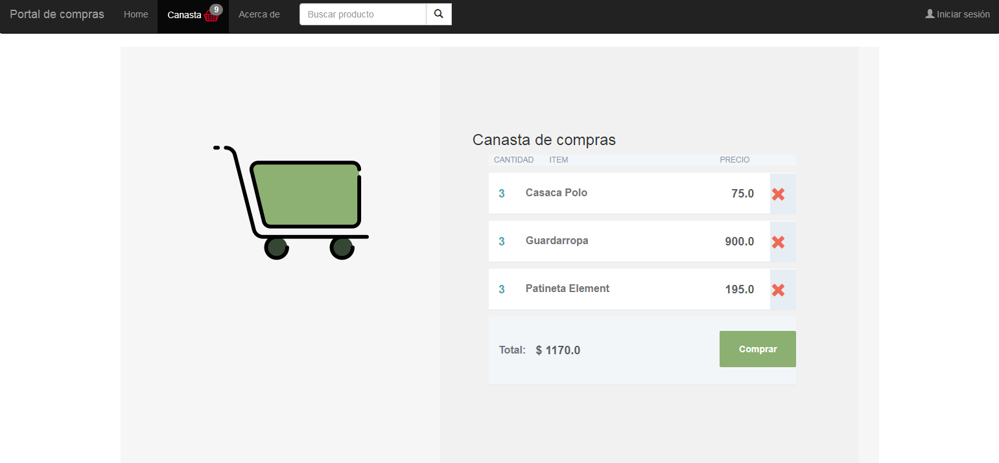 Portal de compras Home Canasta 9 Acerca de Buscar producto Iniciar sesión
Canasta de compras
CANTIDAD ITEM PRECIO
3 Casaca Polo 75.0
3 Guardarropa 900.0
3 Patineta Element 195.0
Total: $ 1170.0 Comprar